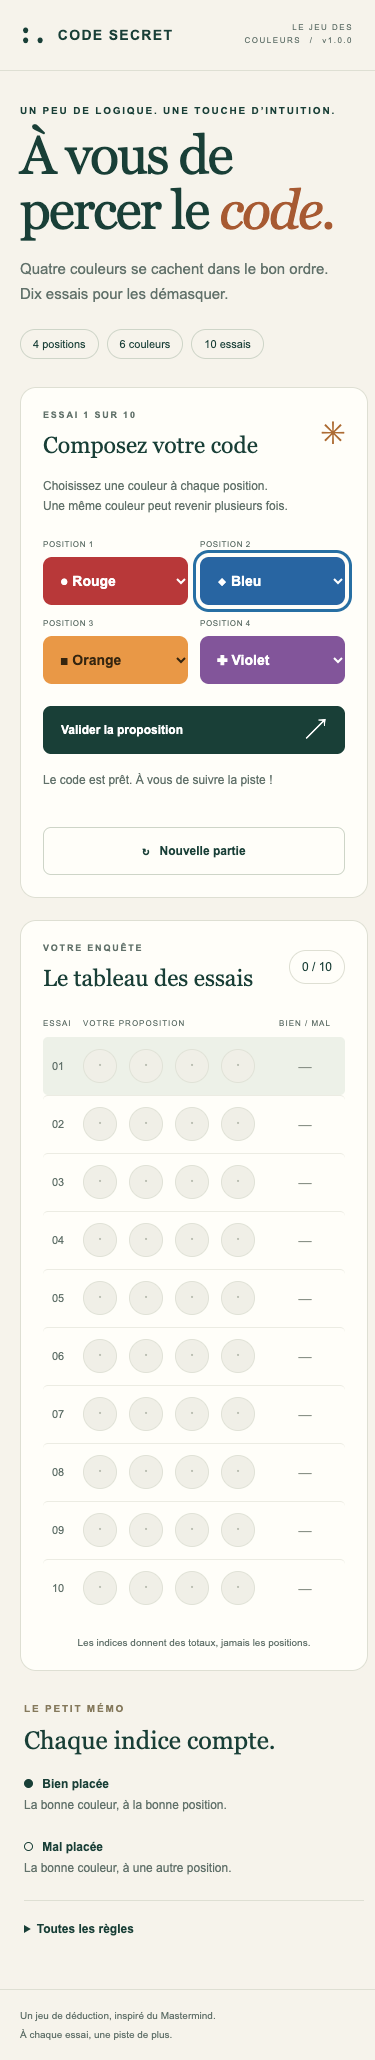 CODE SECRET
LE JEU DES
COULEURS / v1.0.0
UN PEU DE LOGIQUE. UNE TOUCHE D'INTUITION.
À vous de
percer le code.
Quatre couleurs se cachent dans le bon ordre.
Dix essais pour les démasquer.
4 positions
6 couleurs
10 essais
ESSAI 1 SUR 10
Composez votre code
Choisissez une couleur à chaque position.
Une même couleur peut revenir plusieurs fois.
POSITION 1
POSITION 2
● Rouge
◆ Bleu
POSITION 3
POSITION 4
■ Orange
✚ Violet
Valider la proposition
Le code est prêt. À vous de suivre la piste !
↻ Nouvelle partie
VOTRE ENQUÊTE
Le tableau des essais
0 / 10
ESSAI VOTRE PROPOSITION BIEN / MAL
01 · · · · —
02 · · · · —
03 · · · · —
04 · · · · —
05 · · · · —
06 · · · · —
07 · · · · —
08 · · · · —
09 · · · · —
10 · · · · —
Les indices donnent des totaux, jamais les positions.
LE PETIT MÉMO
Chaque indice compte.
Bien placée
La bonne couleur, à la bonne position.
Mal placée
La bonne couleur, à une autre position.
Toutes les règles
Un jeu de déduction, inspiré du Mastermind.
À chaque essai, une piste de plus.